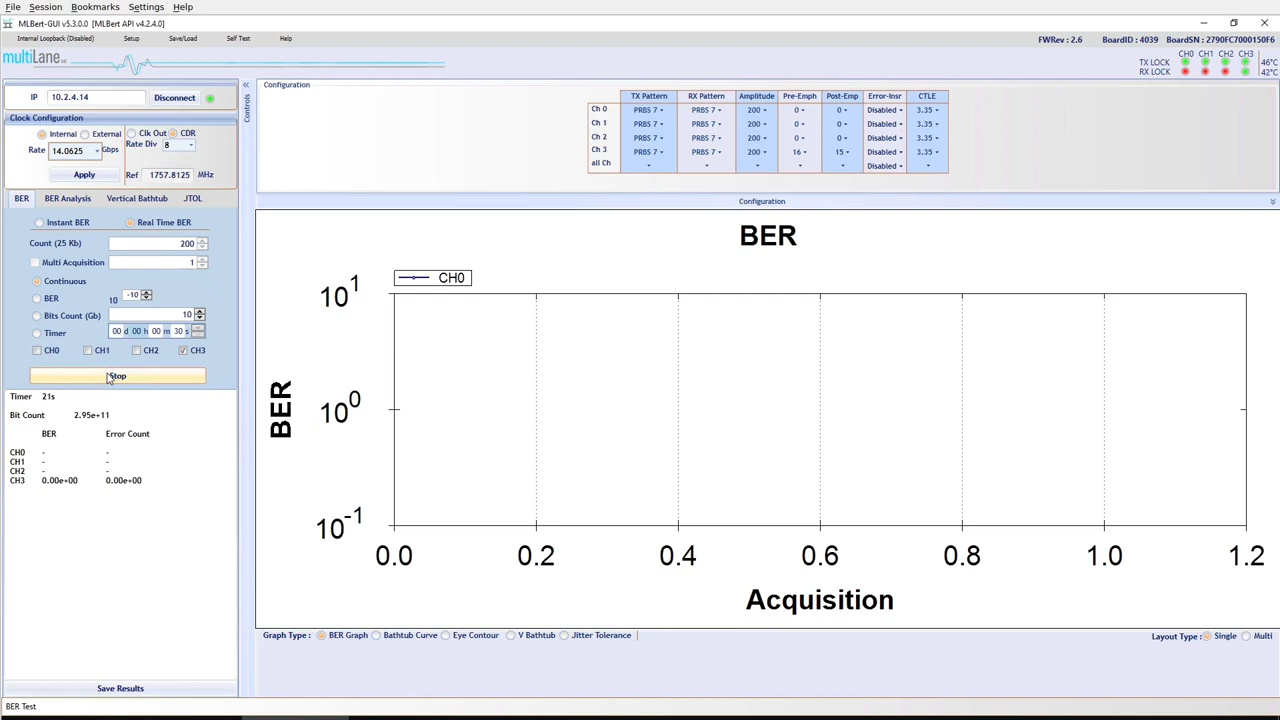 File Session Bookmarks Settings Help
MLBert-GUI v5.3.0.0 [MLBert API v4.2.4.0]
Internal Loopback (Disabled) Setup Save/Load Self Test Help
FWRev : 2.6 BoardID : 4039 BoardSN : 2790FC7000150F6
multiLane
CH0 CH1 CH2 CH3
TX LOCK 46°C
RX LOCK 42°C
IP 10.2.4.14 Disconnect
Clock Configuration
Internal External Clk Out CDR
Rate 14.0625 Gbps Rate Div 8
Apply Ref 1757.8125 MHz
BER BER Analysis Vertical Bathtub JTOL
Instant BER Real Time BER
Count (25 Kb) 200
Multi Acquisition 1
Continuous
BER 10 -10
Bits Count (Gb) 10
Timer 00 d 00 h 00 m 30 s
CH0 CH1 CH2 CH3
Stop
Timer 21s
Bit Count 2.95e+11
BER Error Count
CH0 - -
CH1 - -
CH2 - -
CH3 0.00e+00 0.00e+00
Save Results
BER Test
Controls
Configuration
TX Pattern RX Pattern Amplitude Pre-Emph Post-Emp Error-Insr CTLE
Ch 0 PRBS 7 PRBS 7 200 0 0 Disabled 3.35
Ch 1 PRBS 7 PRBS 7 200 0 0 Disabled 3.35
Ch 2 PRBS 7 PRBS 7 200 0 0 Disabled 3.35
Ch 3 PRBS 7 PRBS 7 200 16 15 Disabled 3.35
all Ch - - - - - Disabled -
Configuration
BER
CH0
10^1
10^0
10^-1
BER
0.0 0.2 0.4 0.6 0.8 1.0 1.2
Acquisition
Graph Type : BER Graph Bathtub Curve Eye Contour V Bathtub Jitter Tolerance
Layout Type : Single Multi